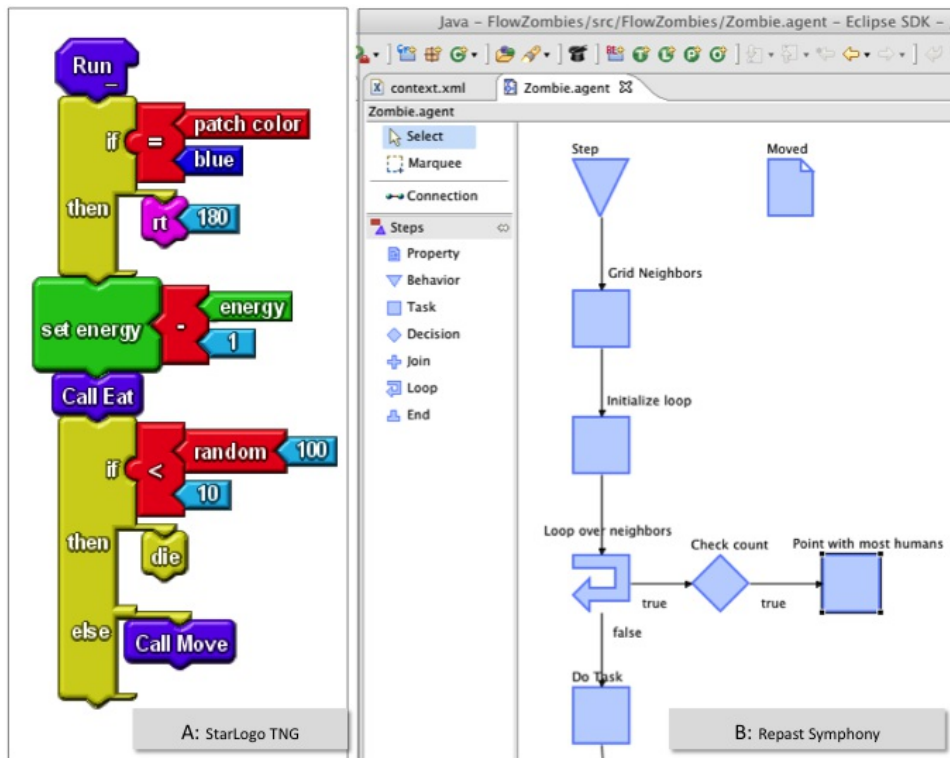 Run
if
=
patch color
blue
then
rt
180
set energy
-
energy
1
Call Eat
if
<
random
100
10
then
die
else
Call Move
A: StarLogo TNG
Java - FlowZombies/src/FlowZombies/Zombie.agent - Eclipse SDK -
context.xml
Zombie.agent
Zombie.agent
Select
Marquee
Connection
Steps
Property
Behavior
Task
Decision
Join
Loop
End
Step
Moved
Grid Neighbors
Initialize loop
Loop over neighbors
Check count
Point with most humans
true
true
false
Do Task
B: Repast Symphony